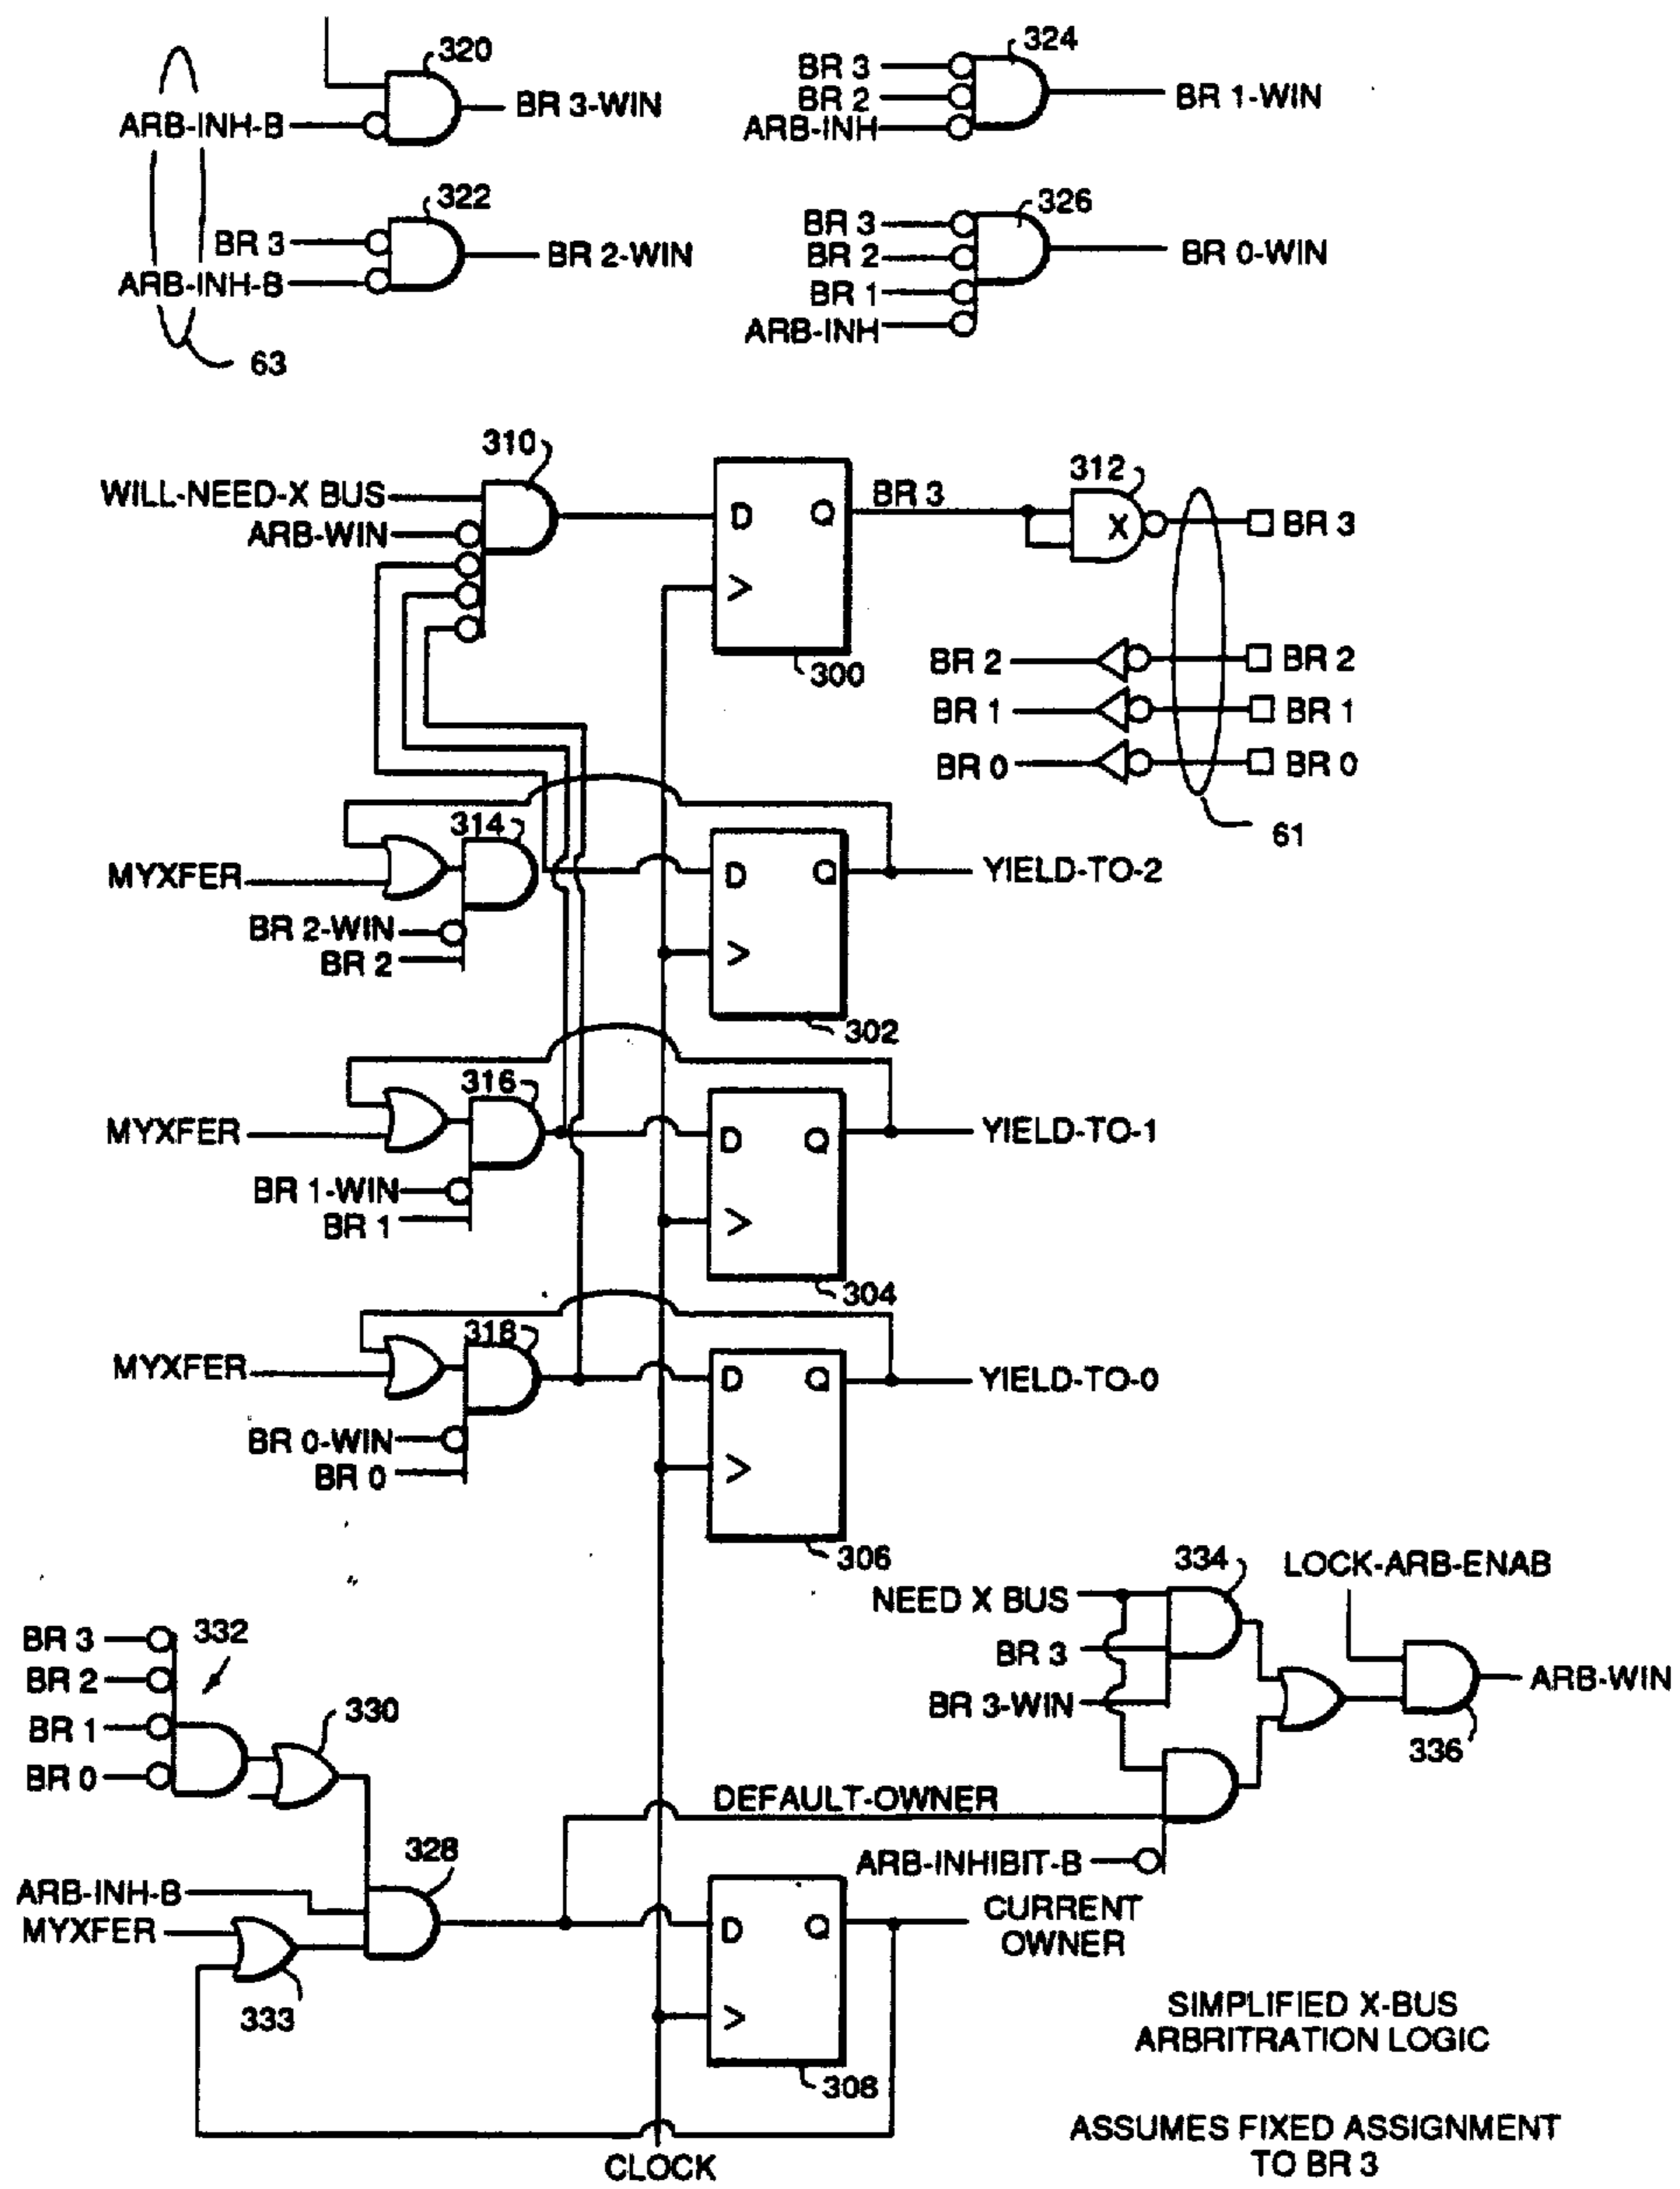 320
ARB-INH-B
BR 3-WIN
322
BR 3
ARB-INH-B
BR 2-WIN
63
324
BR 3
BR 2
ARB-INH
BR 1-WIN
326
BR 3
BR 2
BR 1
ARB-INH
BR 0-WIN
310
WILL-NEED-X BUS
ARB-WIN
D
Q
>
300
BR 3
312
X
BR 3
BR 2
BR 2
BR 1
BR 1
BR 0
BR 0
61
314
MYXFER
BR 2-WIN
BR 2
D
Q
>
302
YIELD-TO-2
316
MYXFER
BR 1-WIN
BR 1
D
Q
>
304
YIELD-TO-1
318
MYXFER
BR 0-WIN
BR 0
D
Q
>
306
YIELD-TO-0
334
LOCK-ARB-ENAB
NEED X BUS
BR 3
BR 3-WIN
ARB-WIN
336
BR 3
BR 2
BR 1
BR 0
332
330
DEFAULT-OWNER
ARB-INHIBIT-B
328
ARB-INH-B
MYXFER
333
D
Q
>
308
CURRENT
OWNER
CLOCK
SIMPLIFIED X-BUS
ARBRITRATION LOGIC
ASSUMES FIXED ASSIGNMENT
TO BR 3